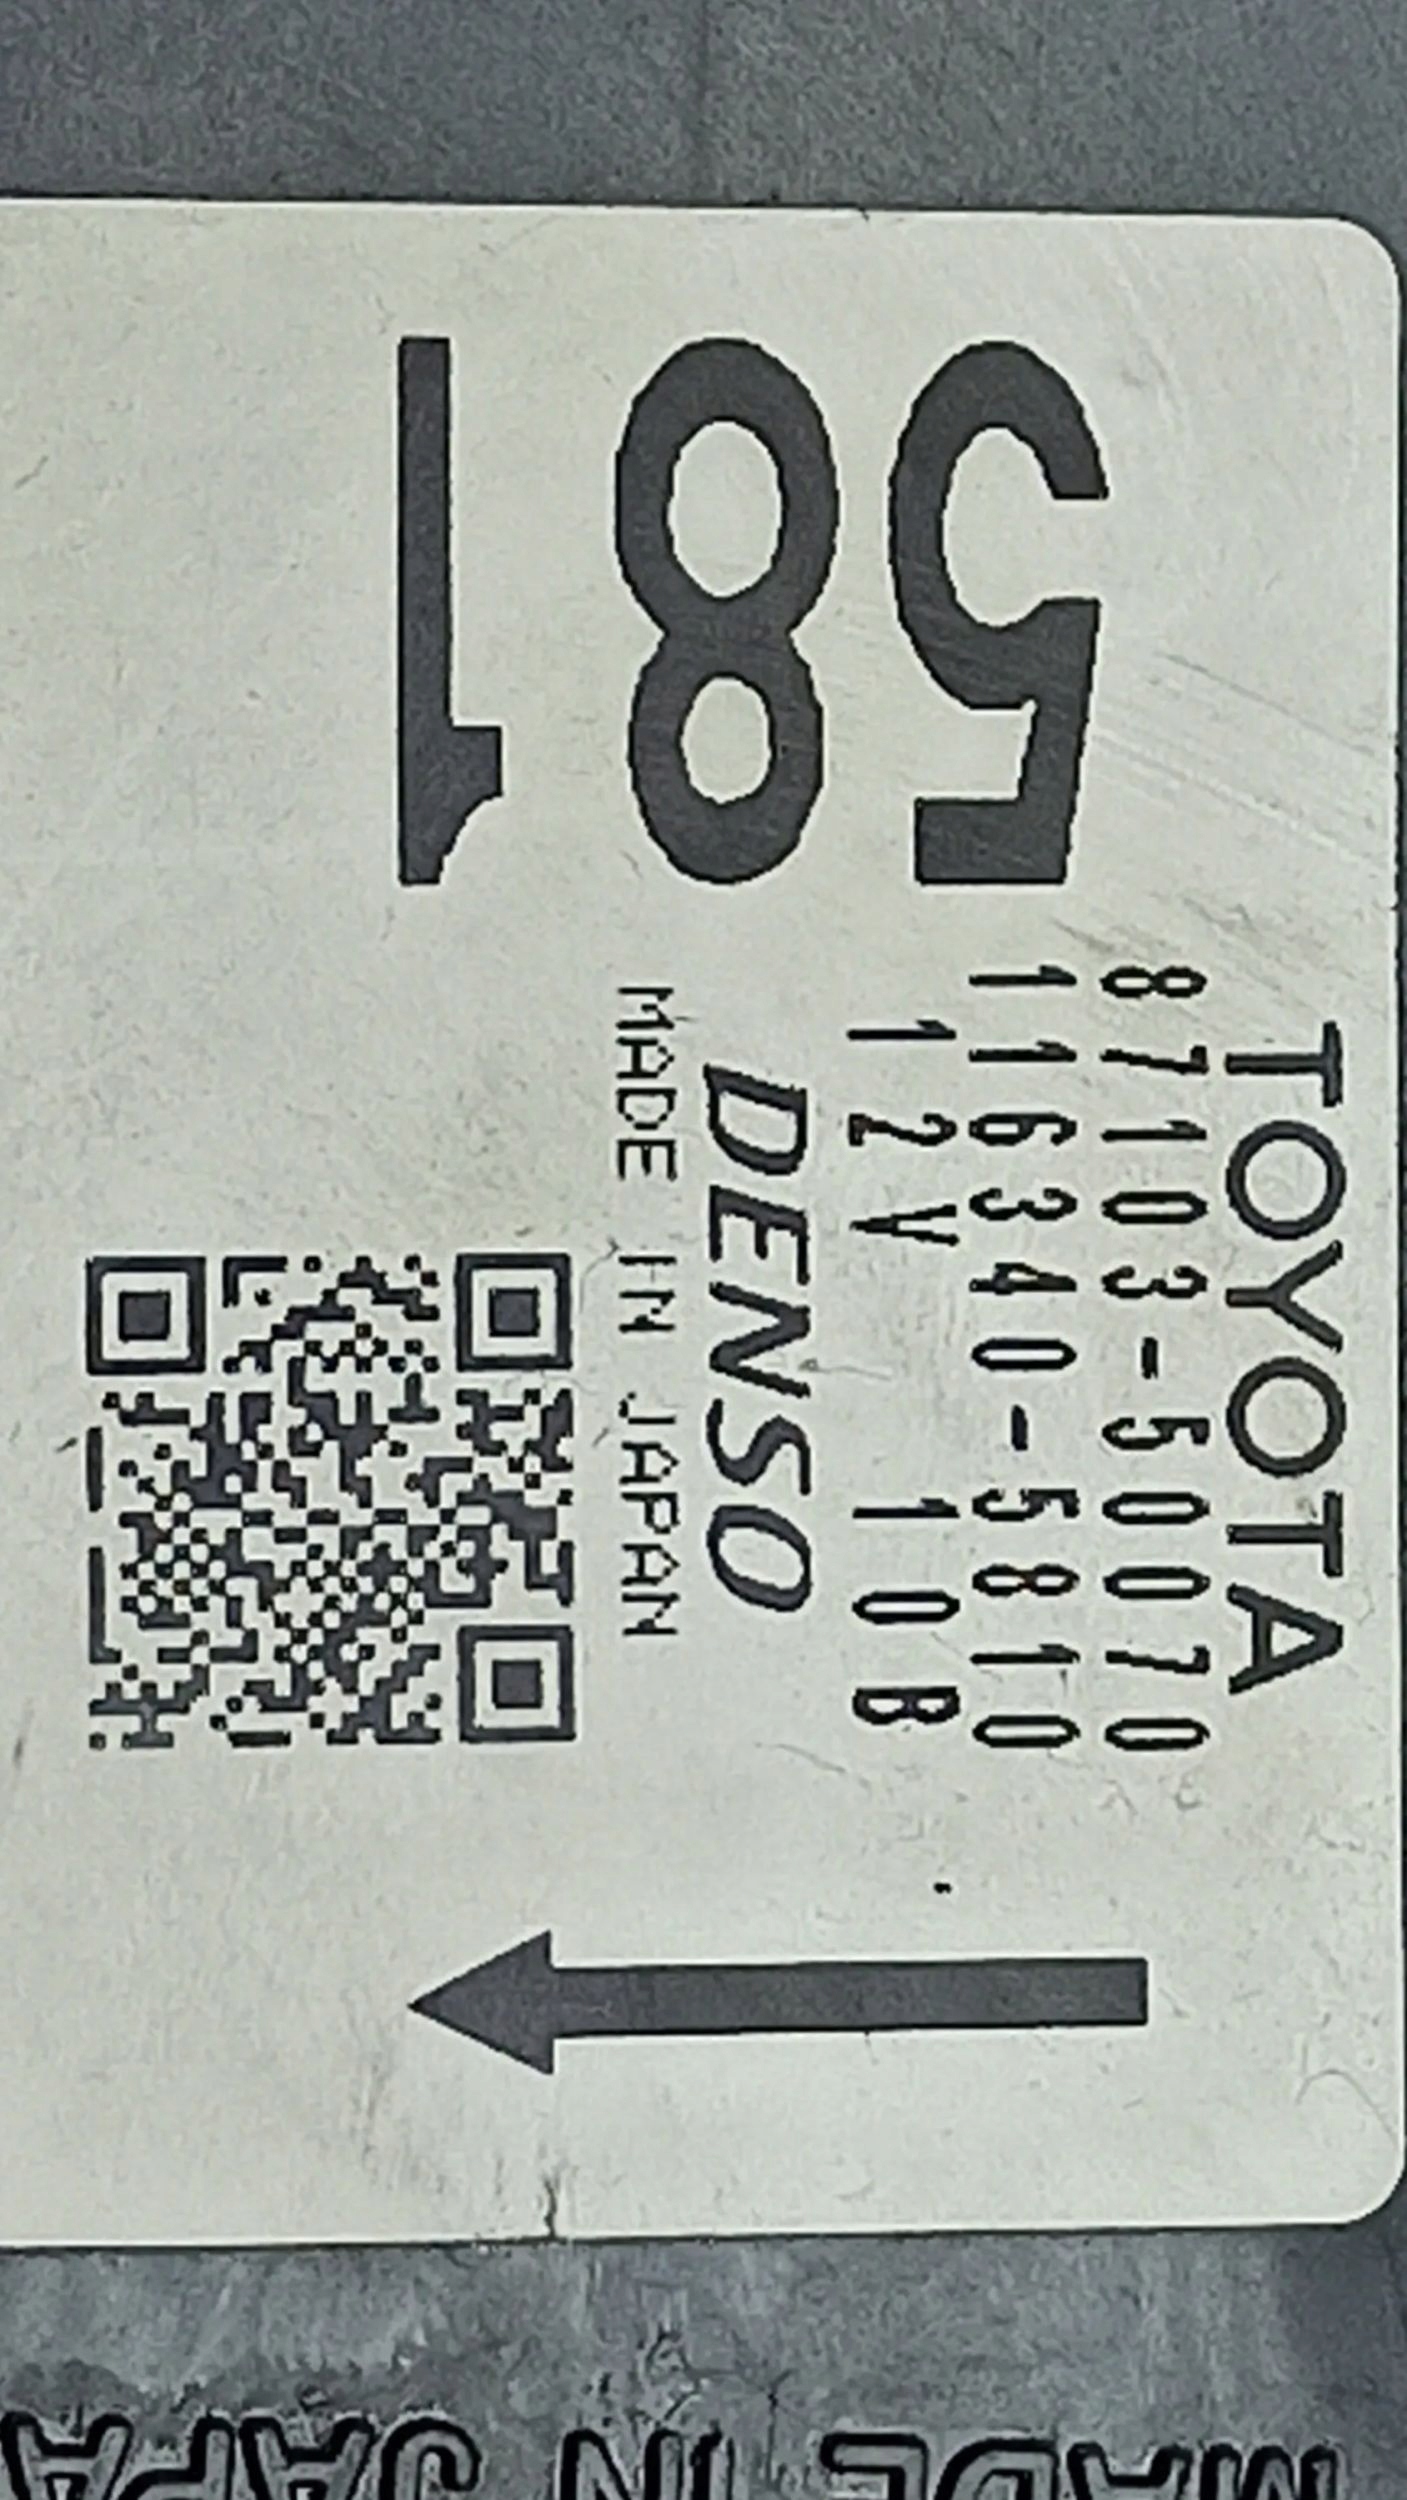 TOYOTA
87103-50070
116340-5810
12V 10B
DENSO
MADE IN JAPAN
581
MADE IN JAPA